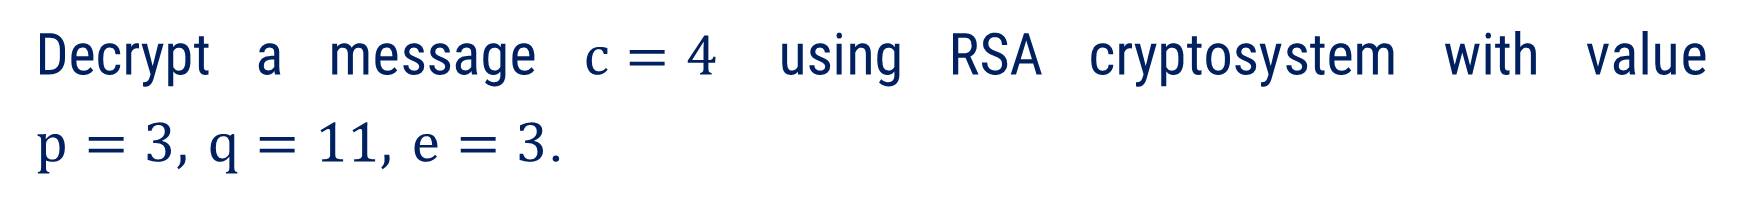 Decrypt a message c = 4 using RSA cryptosystem with value
p = 3, q = 11, e = 3.